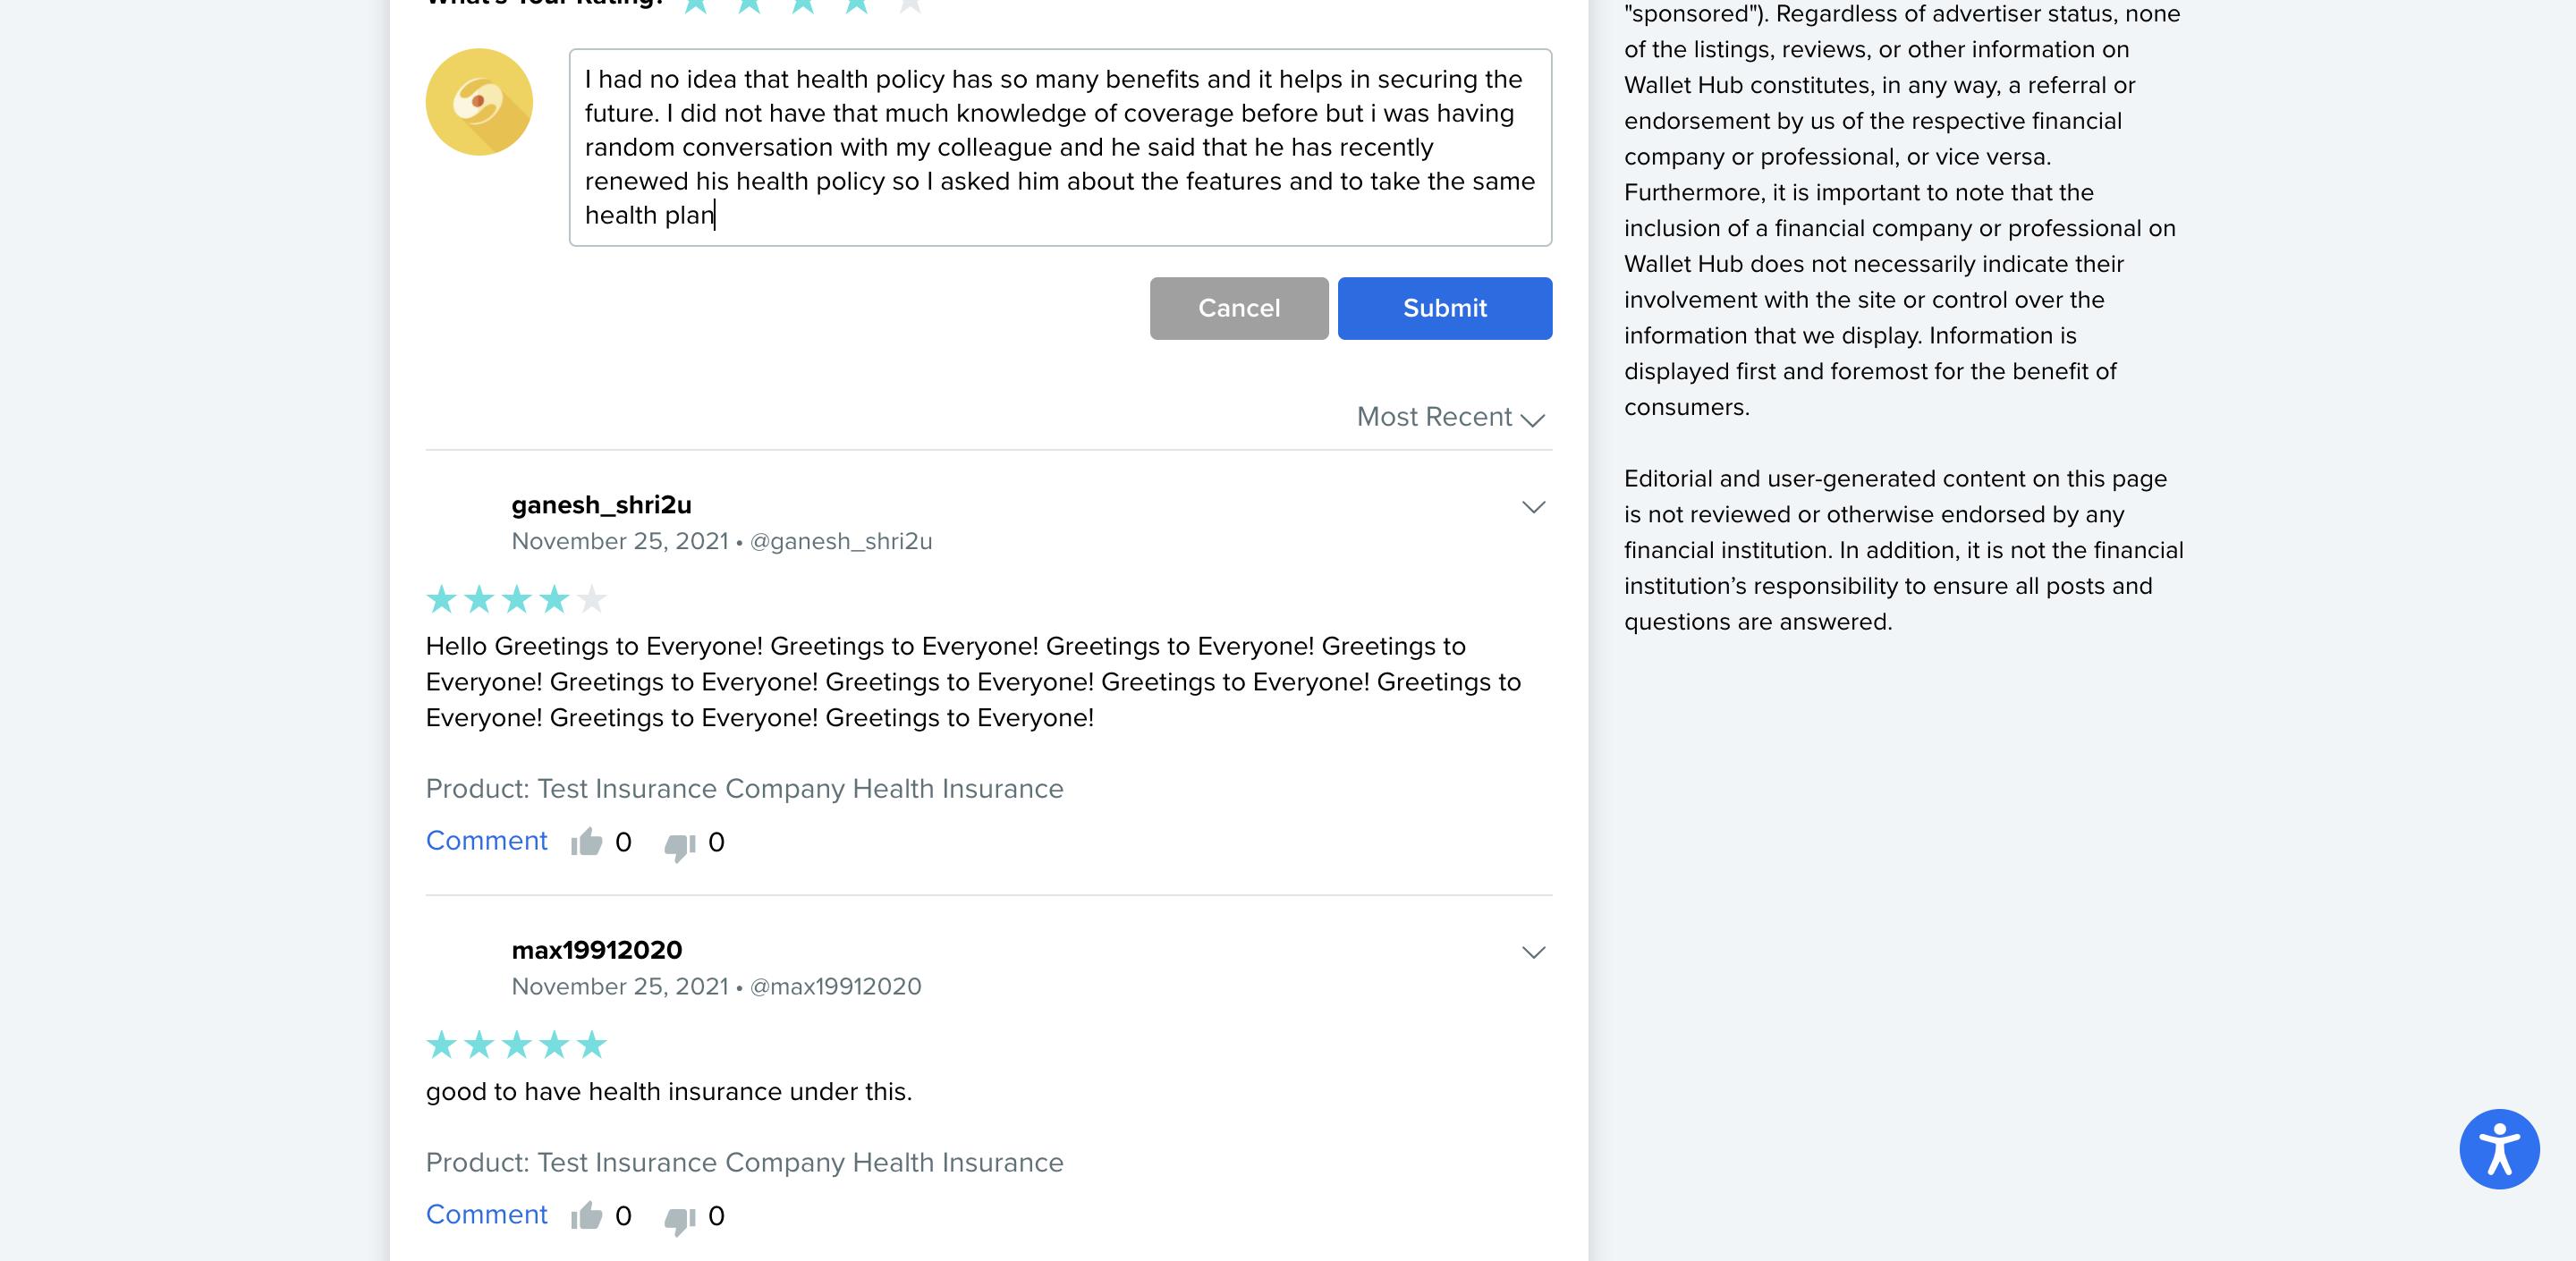 What's Your Rating?
I had no idea that health policy has so many benefits and it helps in securing the
future. I did not have that much knowledge of coverage before but i was having
random conversation with my colleague and he said that he has recently
renewed his health policy so I asked him about the features and to take the same
health plan
Cancel
Submit
Most Recent
ganesh_shri2u
November 25, 2021 • @ganesh_shri2u
Hello Greetings to Everyone! Greetings to Everyone! Greetings to Everyone! Greetings to
Everyone! Greetings to Everyone! Greetings to Everyone! Greetings to Everyone! Greetings to
Everyone! Greetings to Everyone! Greetings to Everyone!
Product: Test Insurance Company Health Insurance
Comment 0 0
max19912020
November 25, 2021 • @max19912020
good to have health insurance under this.
Product: Test Insurance Company Health Insurance
Comment 0 0
"sponsored"). Regardless of advertiser status, none
of the listings, reviews, or other information on
Wallet Hub constitutes, in any way, a referral or
endorsement by us of the respective financial
company or professional, or vice versa.
Furthermore, it is important to note that the
inclusion of a financial company or professional on
Wallet Hub does not necessarily indicate their
involvement with the site or control over the
information that we display. Information is
displayed first and foremost for the benefit of
consumers.
Editorial and user-generated content on this page
is not reviewed or otherwise endorsed by any
financial institution. In addition, it is not the financial
institution’s responsibility to ensure all posts and
questions are answered.